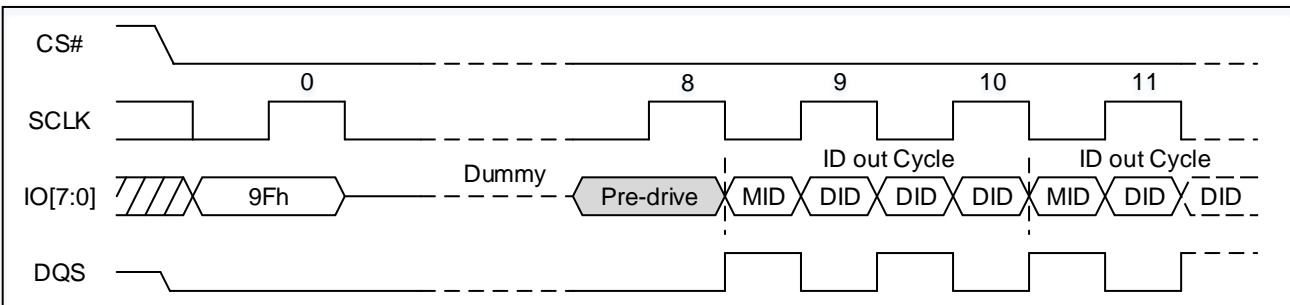 CS#
0 8 9 10 11
SCLK
ID out Cycle ID out Cycle
Dummy
IO[7:0] 9Fh Pre-drive MID DID DID DID MID DID DID
DQS